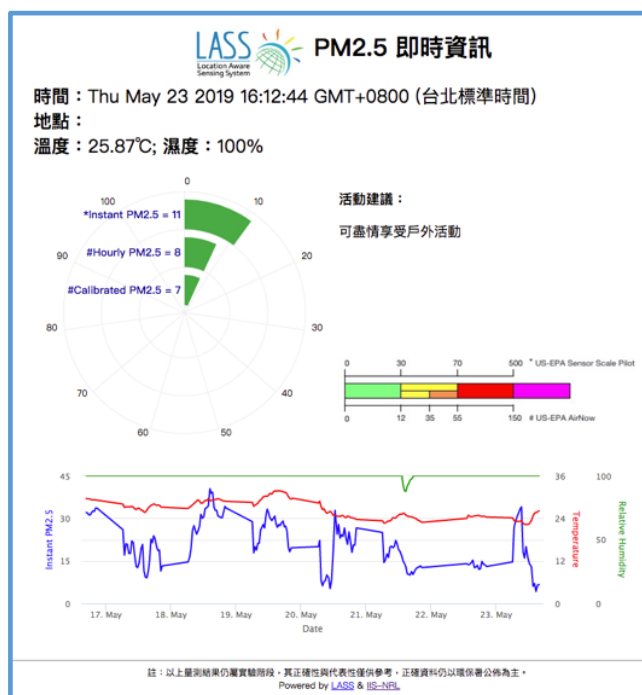 LASS
Location Aware
Sensing System
PM2.5 即時資訊
時間：Thu May 23 2019 16:12:44 GMT+0800 (台北標準時間)
地點：
溫度：25.87℃; 濕度：100%
0
10
20
30
40
50
60
70
80
90
100
*Instant PM2.5 = 11
#Hourly PM2.5 = 8
#Calibrated PM2.5 = 7
活動建議：
可盡情享受戶外活動
0 30 70 500 * US-EPA Sensor Scale Pilot
0 12 35 55 150 # US-EPA AirNow
Instant PM2.5
45
30
15
0
36
24
12
0
Temperature
100
50
0
Relative Humidity
17. May 18. May 19. May 20. May 21. May 22. May 23. May
Date
註：以上量測結果仍屬實驗階段，其正確性與代表性僅供參考，正確資料仍以環保署公佈為主。
Powered by LASS & IIS-NRL